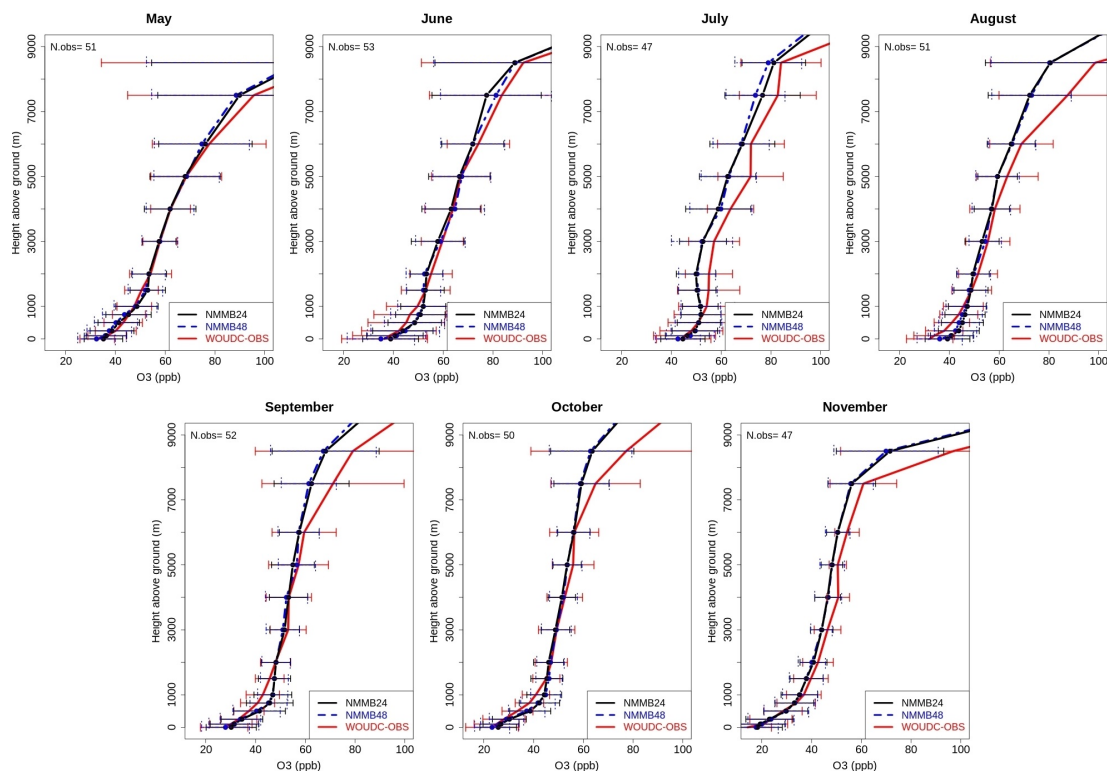 May
June
July
August
N.obs= 51
N.obs= 53
N.obs= 47
N.obs= 51
Height above ground (m)
0 1000 3000 5000 7000 9000
NMMB24
NMMB48
WOUDC-OBS
20 40 60 80 100
O3 (ppb)
Height above ground (m)
0 1000 3000 5000 7000 9000
NMMB24
NMMB48
WOUDC-OBS
20 40 60 80 100
O3 (ppb)
Height above ground (m)
0 1000 3000 5000 7000 9000
NMMB24
NMMB48
WOUDC-OBS
20 40 60 80 100
O3 (ppb)
Height above ground (m)
0 1000 3000 5000 7000 9000
NMMB24
NMMB48
WOUDC-OBS
20 40 60 80 100
O3 (ppb)
September
October
November
N.obs= 52
N.obs= 50
N.obs= 47
Height above ground (m)
0 1000 3000 5000 7000 9000
NMMB24
NMMB48
WOUDC-OBS
20 40 60 80 100
O3 (ppb)
Height above ground (m)
0 1000 3000 5000 7000 9000
NMMB24
NMMB48
WOUDC-OBS
20 40 60 80 100
O3 (ppb)
Height above ground (m)
0 1000 3000 5000 7000 9000
NMMB24
NMMB48
WOUDC-OBS
20 40 60 80 100
O3 (ppb)